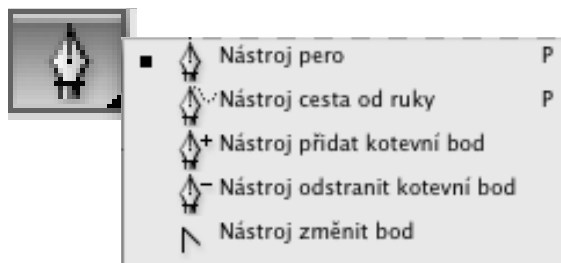 Nástroj pero P
Nástroj cesta od ruky P
Nástroj přidat kotevní bod
Nástroj odstranit kotevní bod
Nástroj změnit bod